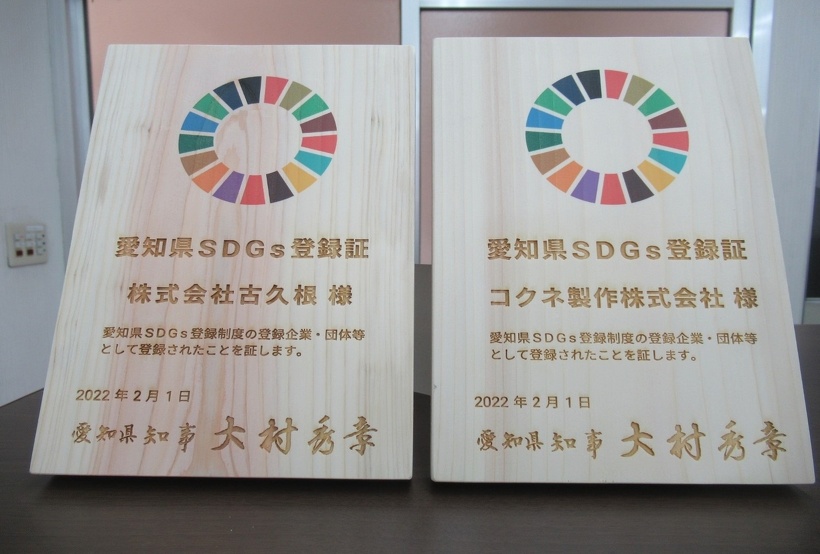 愛知県SDGs登録証
株式会社古久根 様
愛知県SDGs登録制度の登録企業・団体等
として登録されたことを証します。
2022年2月1日
愛知県知事 大村秀章
愛知県SDGs登録証
コクネ製作株式会社 様
愛知県SDGs登録制度の登録企業・団体等
として登録されたことを証します。
2022年2月1日
愛知県知事 大村秀章